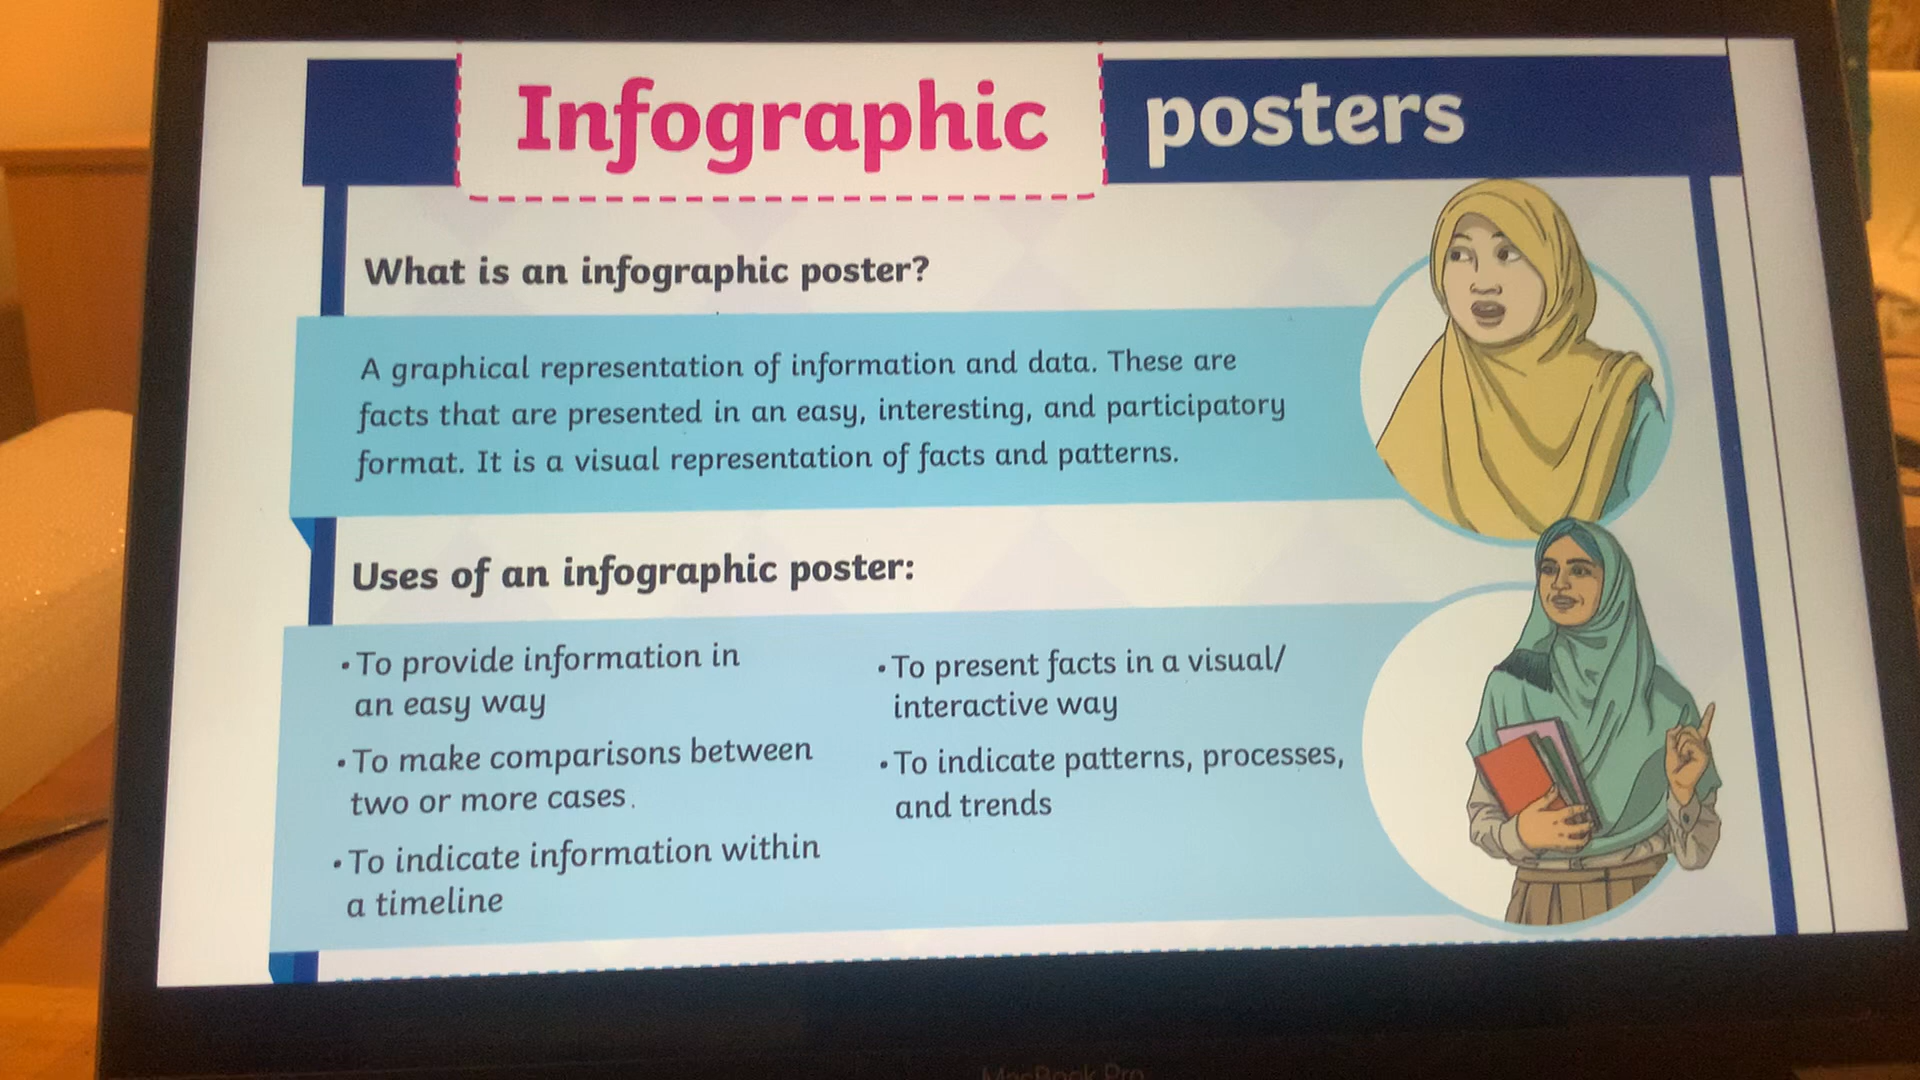 Infographic posters
What is an infographic poster?
A graphical representation of information and data. These are
facts that are presented in an easy, interesting, and participatory
format. It is a visual representation of facts and patterns.
Uses of an infographic poster:
• To provide information in
an easy way
• To make comparisons between
two or more cases.
• To indicate information within
a timeline
• To present facts in a visual/
interactive way
• To indicate patterns, processes,
and trends
MacBook Pro